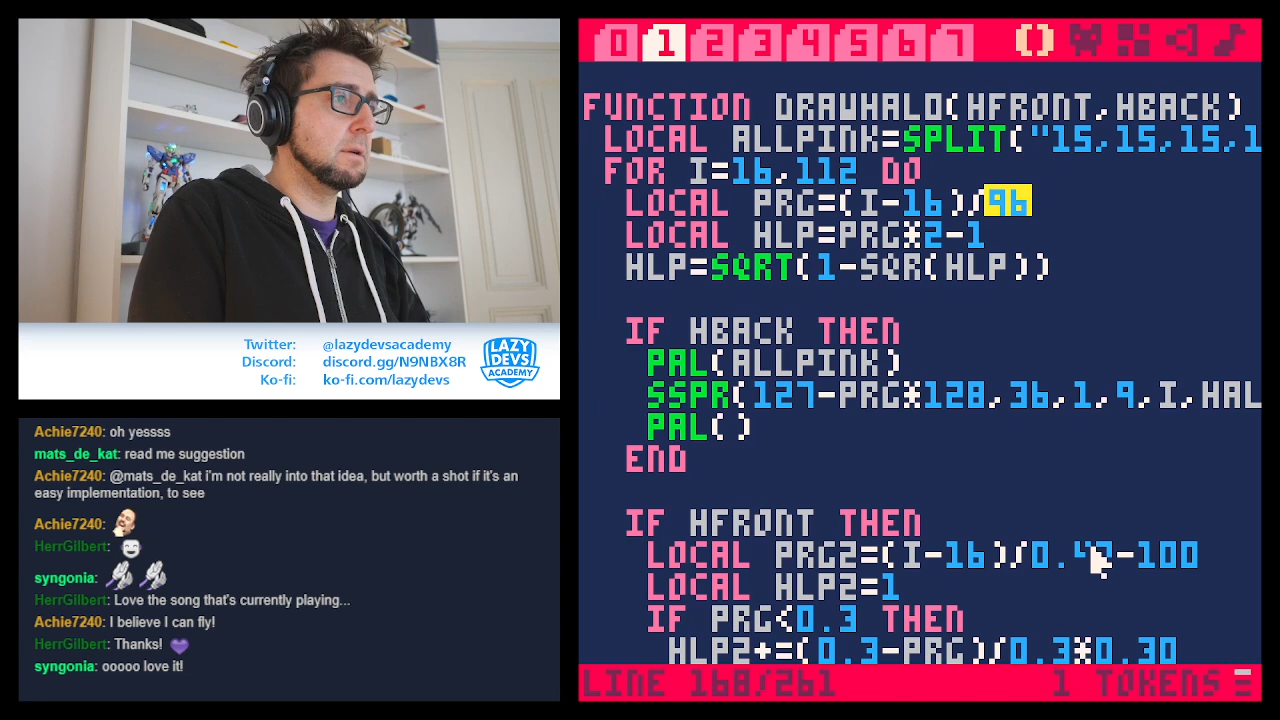 Twitter: @lazydevsacademy
Discord: discord.gg/N9NBX8R
Ko-fi: ko-fi.com/lazydevs
LAZY
DEVS
ACADEMY
Achie7240: oh yessss
mats_de_kat: read me suggestion
Achie7240: @mats_de_kat i'm not really into that idea, but worth a shot if it's an
easy implementation, to see
Achie7240:
HerrGilbert:
syngonia:
HerrGilbert: Love the song that's currently playing...
Achie7240: I believe I can fly!
HerrGilbert: Thanks!
syngonia: ooooo love it!
0 1 2 3 4 5 6 7 ()
FUNCTION DRAWHALO(HFRONT,HBACK)
LOCAL ALLPINK=SPLIT("15,15,15,1
FOR I=16,112 DO
LOCAL PRG=(I-16)/96
LOCAL HLP=PRG*2-1
HLP=SQRT(1-SQR(HLP))
IF HBACK THEN
PAL(ALLPINK)
SSPR(127-PRG*128,36,1,9,I,HAL
PAL()
END
IF HFRONT THEN
LOCAL PRG2=(I-16)/ -100
LOCAL HLP2=1
IF PRG<0.3 THEN
HLP2+=(0.3-PRG)/0.3*0.30
LINE 168/261 1 TOKENS